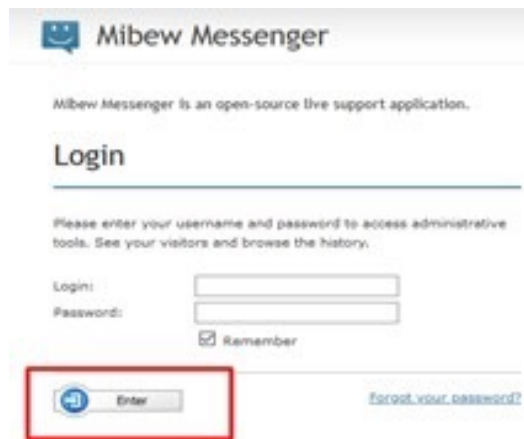 Mibew Messenger
Mibew Messenger is an open-source live support application.
Login
Please enter your username and password to access administrative
tools. See your visitors and browse the history.
Login:
Password:
Remember
Enter
Forgot your password?